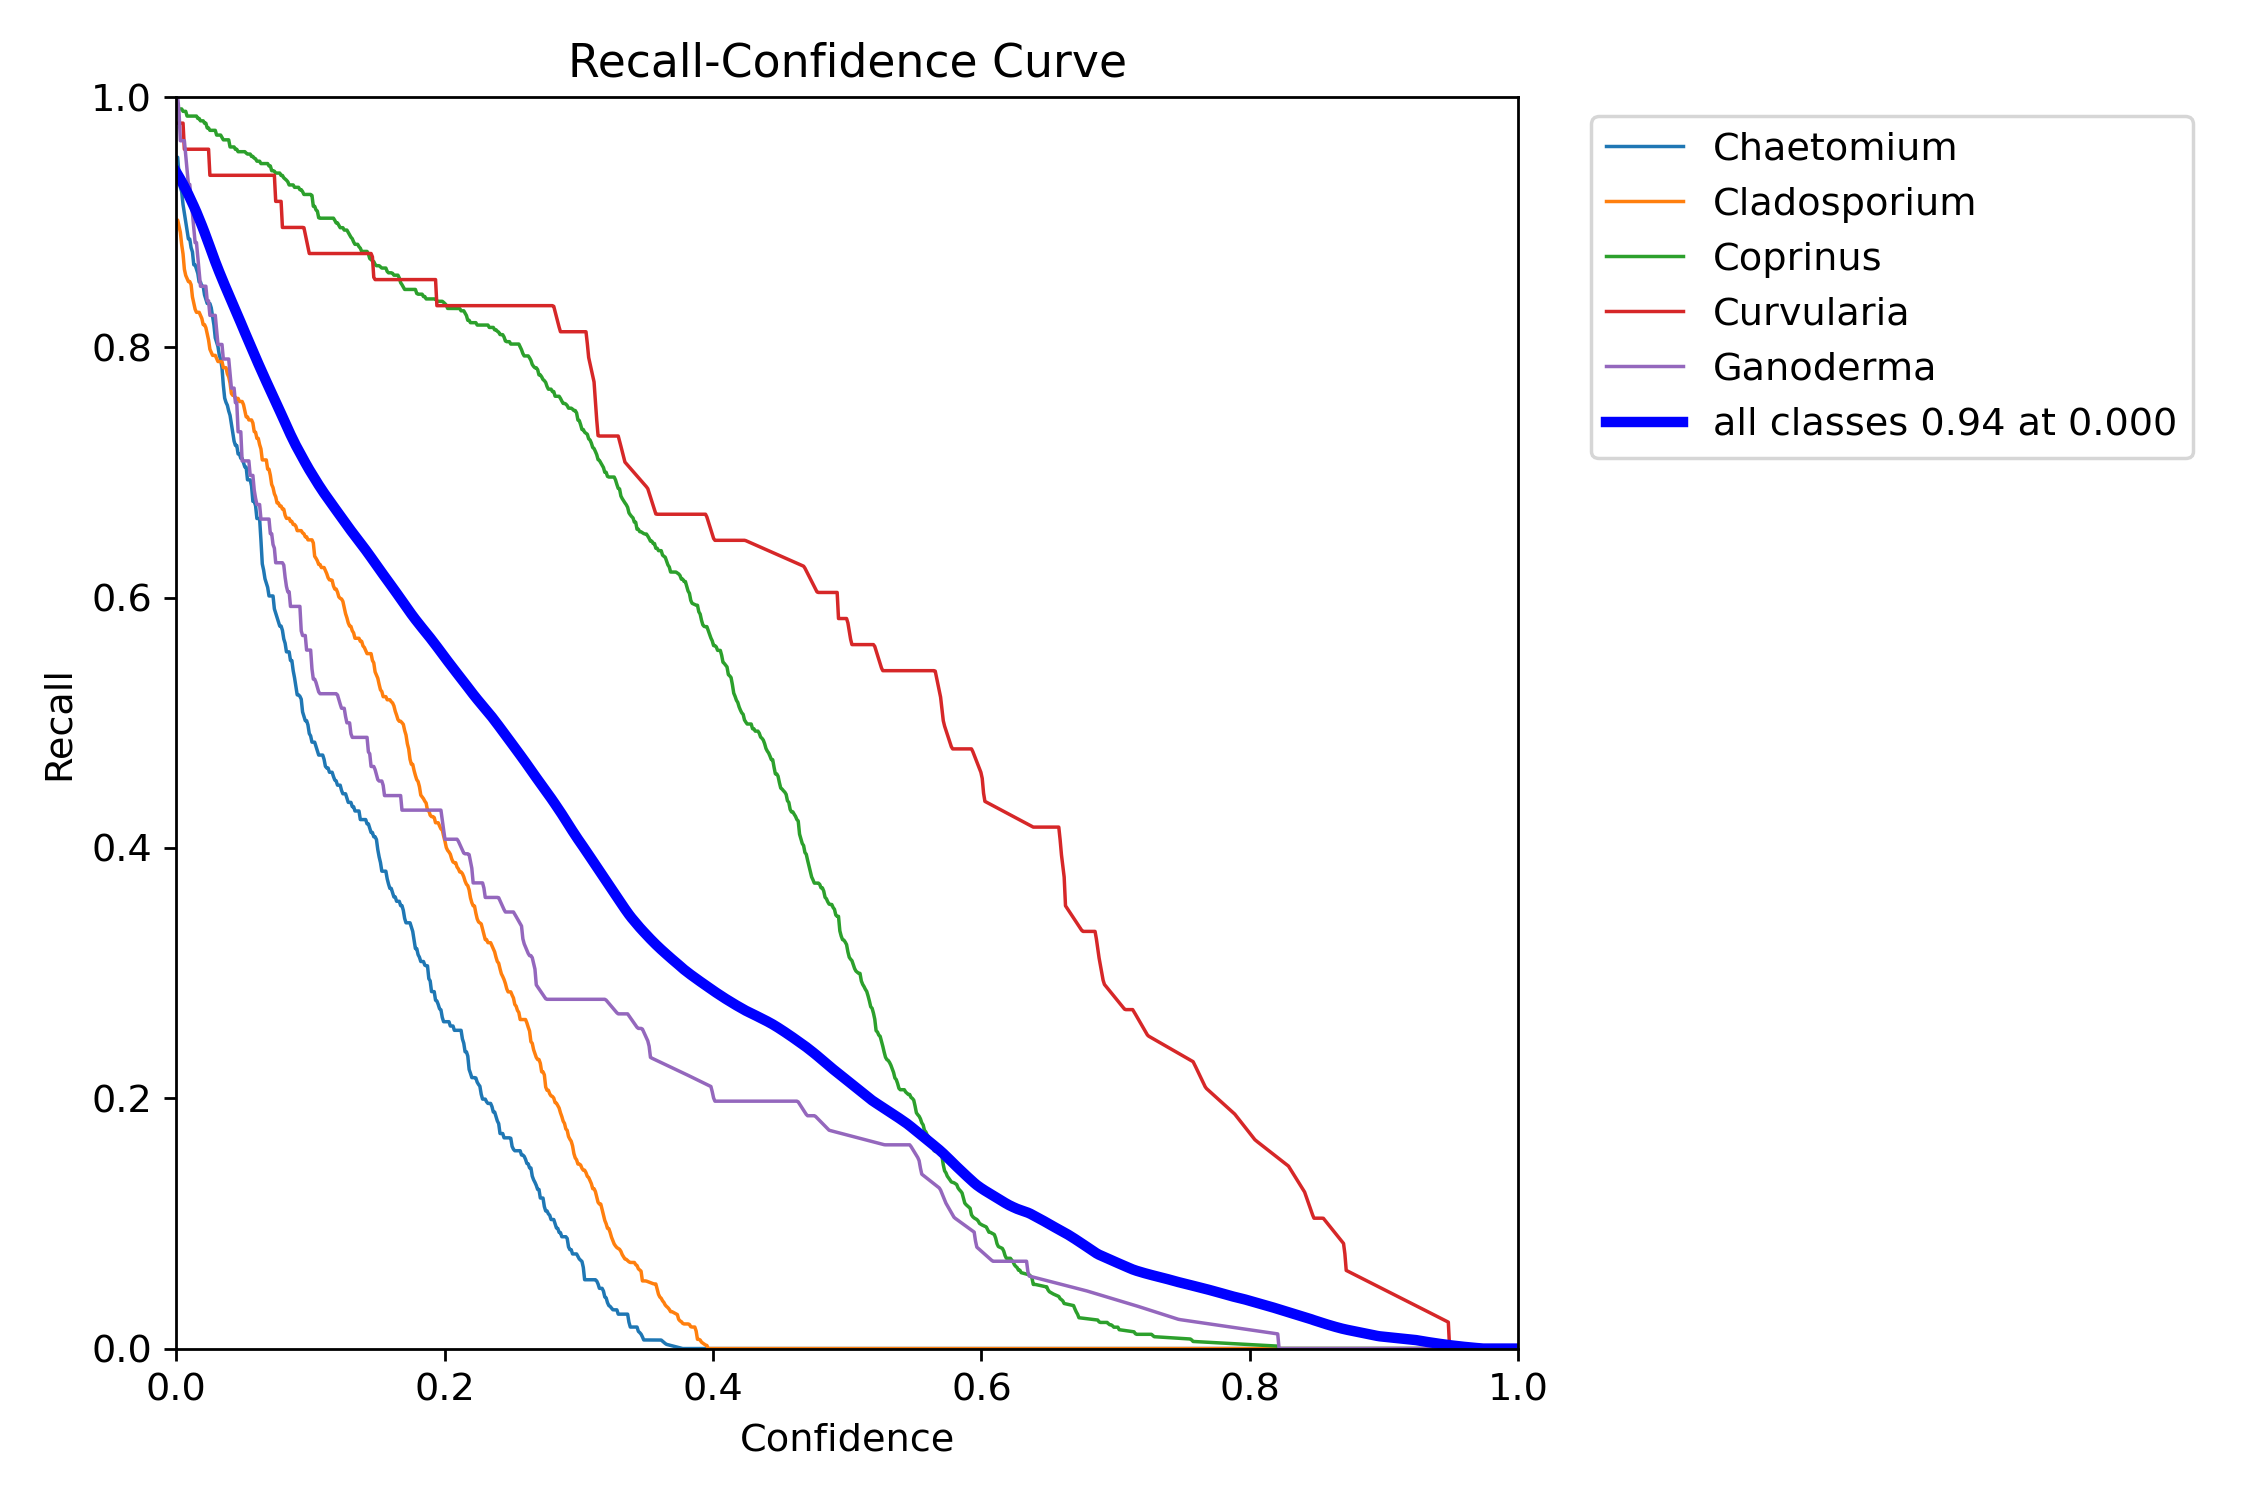 Recall-Confidence Curve
1.0
0.8
0.6
0.4
0.2
0.0
Recall
0.0 0.2 0.4 0.6 0.8 1.0
Confidence
Chaetomium
Cladosporium
Coprinus
Curvularia
Ganoderma
all classes 0.94 at 0.000